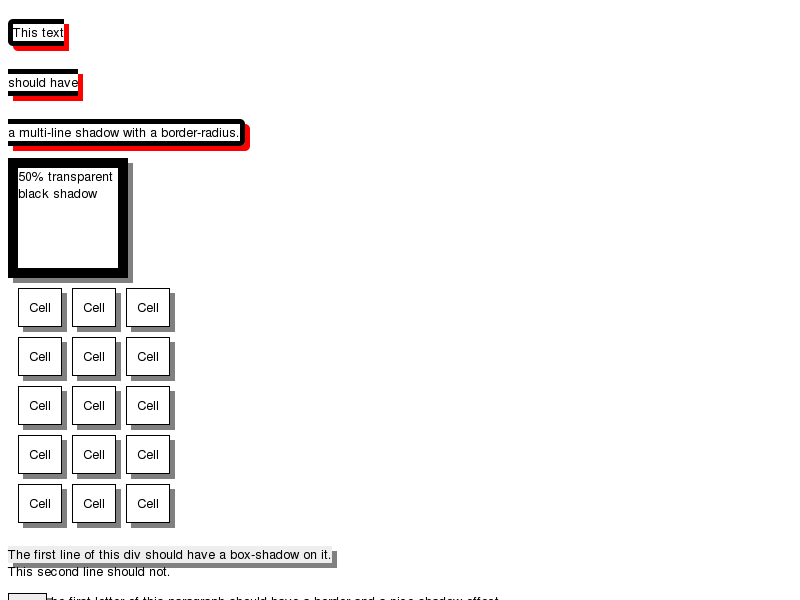 This text
should have
a multi-line shadow with a border-radius.
50% transparent
black shadow
Cell Cell Cell
Cell Cell Cell
Cell Cell Cell
Cell Cell Cell
Cell Cell Cell
The first line of this div should have a box-shadow on it.
This second line should not.
he first letter of this paragraph should have a border and a nice shadow effect.